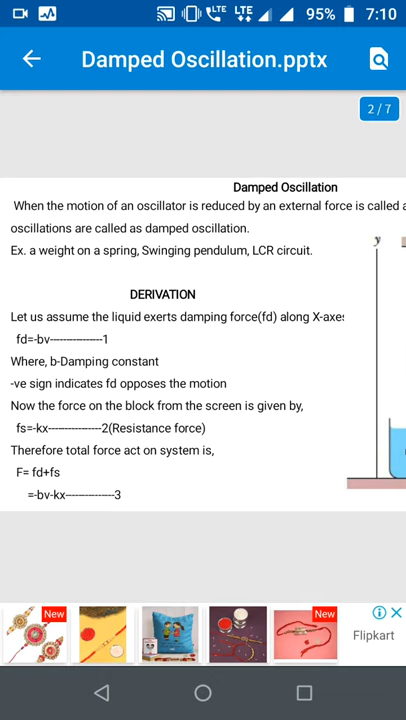 LTE LTE 95% 7:10
Damped Oscillation.pptx
2/7
Damped Oscillation
When the motion of an oscillator is reduced by an external force is called a
oscillations are called as damped oscillation.
Ex. a weight on a spring, Swinging pendulum, LCR circuit.
y
DERIVATION
Let us assume the liquid exerts damping force(fd) along X-axes
fd=-bv----------------1
Where, b-Damping constant
-ve sign indicates fd opposes the motion
Now the force on the block from the screen is given by,
fs=-kx----------------2(Resistance force)
Therefore total force act on system is,
F= fd+fs
=-bv-kx---------------3
New
New
Flipkart